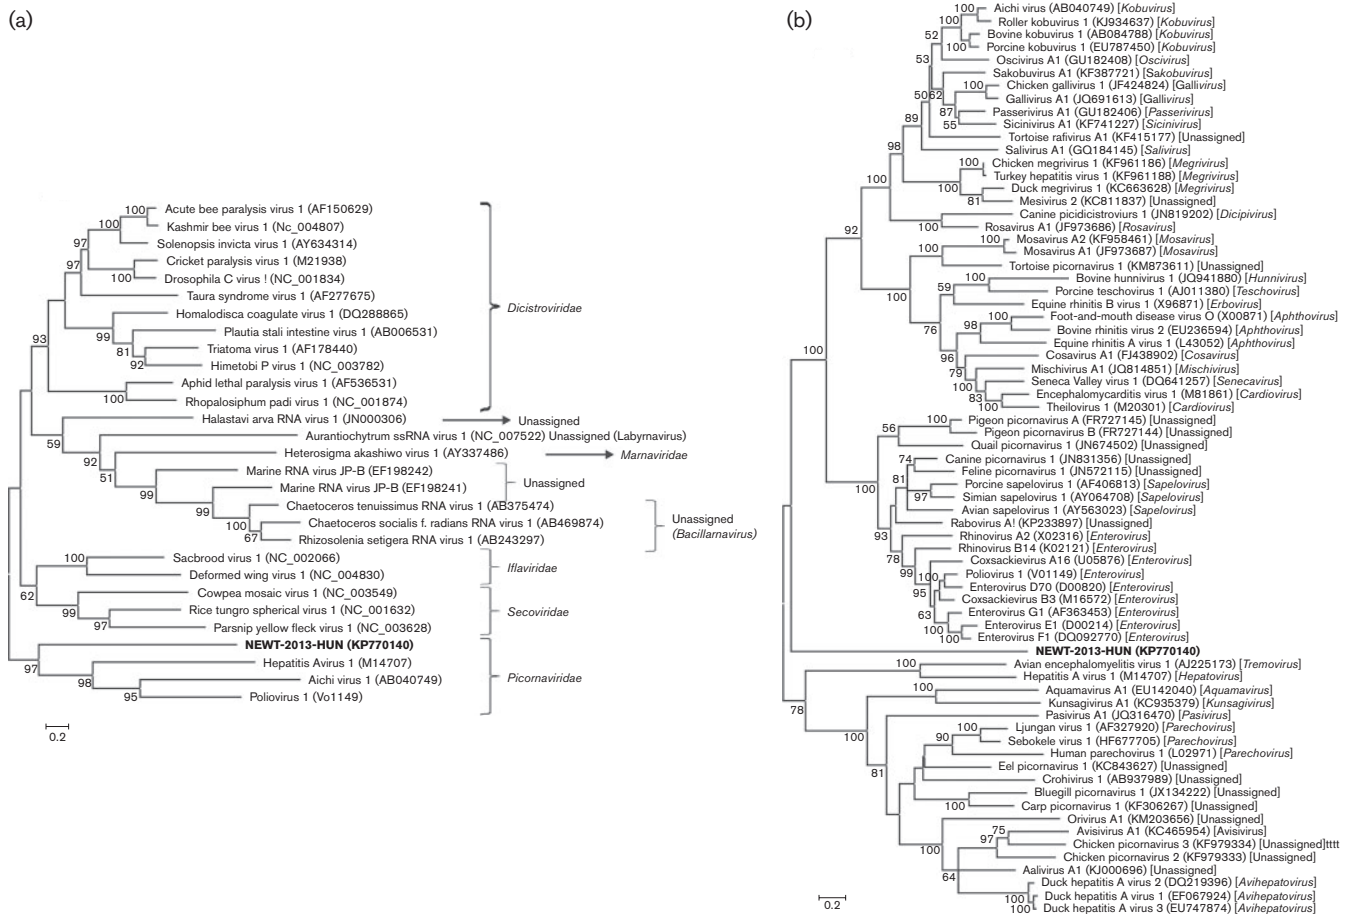 (a)
100
Acute bee paralysis virus 1 (AF150629)
100
Kashmir bee virus 1 (Nc_004807)
97
Solenopsis invicta virus 1 (AY634314)
97
Cricket paralysis virus 1 (M21938)
100
Drosophila C virus ! (NC_001834)
Taura syndrome virus 1 (AF277675)
Homalodisca coagulate virus 1 (DQ288865)
Dicistroviridae
99
Plautia stali intestine virus 1 (AB006531)
93
81
Triatoma virus 1 (AF178440)
92
Himetobi P virus 1 (NC_003782)
Aphid lethal paralysis virus 1 (AF536531)
100
Rhopalosiphum padi virus 1 (NC_001874)
Halastavi arva RNA virus 1 (JN000306)
Unassigned
59
Aurantiochytrum ssRNA virus 1 (NC_007522) Unassigned (Labyrnavirus)
92
Heterosigma akashiwo virus 1 (AY337486)
Marnaviridae
51
Marine RNA virus JP-B (EF198242)
99
Unassigned
Marine RNA virus JP-B (EF198241)
99
Chaetoceros tenuissimus RNA virus 1 (AB375474)
100
Chaetoceros socialis f. radians RNA virus 1 (AB469874)
Unassigned
(Bacillarnavirus)
67
Rhizosolenia setigera RNA virus 1 (AB243297)
100
Sacbrood virus 1 (NC_002066)
Iflaviridae
Deformed wing virus 1 (NC_004830)
62
Cowpea mosaic virus 1 (NC_003549)
99
Rice tungro spherical virus 1 (NC_001632)
Secoviridae
97
Parsnip yellow fleck virus 1 (NC_003628)
NEWT-2013-HUN (KP770140)
97
Hepatitis Avirus 1 (M14707)
98
Aichi virus 1 (AB040749)
Picornaviridae
95
Poliovirus 1 (Vo1149)
0.2
(b)
100
Aichi virus (AB040749) [Kobuvirus]
Roller kobuvirus 1 (KJ934637) [Kobuvirus]
52
Bovine kobuvirus 1 (AB084788) [Kobuvirus]
100
Porcine kobuvirus 1 (EU787450) [Kobuvirus]
53
Oscivirus A1 (GU182408) [Oscivirus]
Sakobuvirus A1 (KF387721) [Sakobuvirus]
100
Chicken gallivirus 1 (JF424824) [Gallivirus]
50
62
Gallivirus A1 (JQ691613) [Gallivirus]
87
Passerivirus A1 (GU182406) [Passerivirus]
89
55
Sicinivirus A1 (KF741227) [Sicinivirus]
Tortoise rafivirus A1 (KF415177) [Unassigned]
98
Salivirus A1 (GQ184145) [Salivirus]
100
Chicken megrivirus 1 (KF961186) [Megrivirus]
Turkey hepatitis virus 1 (KF961188) [Megrivirus]
100
100
Duck megrivirus 1 (KC663628) [Megrivirus]
81
Mesivirus 2 (KC811837) [Unassigned]
Canine picidicistroviurs 1 (JN819202) [Dicipivirus]
100
Rosavirus A1 (JF973686) [Rosavirus]
92
100
Mosavirus A2 (KF958461) [Mosavirus]
100
Mosavirus A1 (JF973687) [Mosavirus]
Tortoise picornavirus 1 (KM873611) [Unassigned]
Bovine hunnivirus 1 (JQ941880) [Hunnivirus]
100
59
100
Porcine teschovirus 1 (AJ011380) [Teschovirus]
Equine rhinitis B virus 1 (X96871) [Erbovirus]
100
Foot-and-mouth disease virus O (X00871) [Aphthovirus]
76
98
Bovine rhinitis virus 2 (EU236594) [Aphthovirus]
Equine rhinitis A virus 1 (L43052) [Aphthovirus]
100
96
Cosavirus A1 (FJ438902) [Cosavirus]
79
Mischivirus A1 (JQ814851) [Mischivirus]
100
Seneca Valley virus 1 (DQ641257) [Senecavirus]
83
Encephalomycarditis virus 1 (M81861) [Cardiovirus]
100
Theilovirus 1 (M20301) [Cardiovirus]
100
Pigeon picornavirus A (FR727145) [Unassigned]
56
Pigeon picornavirus B (FR727144) [Unassigned]
Quail picornavirus 1 (JN674502) [Unassigned]
74
Canine picornavirus 1 (JN831356) [Unassigned]
Feline picornavirus 1 (JN572115) [Unassigned]
81
100
Porcine sapelovirus 1 (AF406813) [Sapelovirus]
97
Simian sapelovirus 1 (AY064708) [Sapelovirus]
Avian sapelovirus 1 (AY563023) [Sapelovirus]
Rabovirus A! (KP233897) [Unassigned]
93
Rhinovirus A2 (X02316) [Enterovirus]
Rhinovirus B14 (K02121) [Enterovirus]
78
Coxsackievirus A16 (U05876) [Enterovirus]
99
100
Poliovirus 1 (V01149) [Enterovirus]
Enterovirus D70 (D00820) [Enterovirus]
95
Coxsackievirus B3 (M16572) [Enterovirus]
63
Enterovirus G1 (AF363453) [Enterovirus]
100
Enterovirus E1 (D00214) [Enterovirus]
100
Enterovirus F1 (DQ092770) [Enterovirus]
NEWT-2013-HUN (KP770140)
100
Avian encephalomyelitis virus 1 (AJ225173) [Tremovirus]
Hepatitis A virus 1 (M14707) [Hepatovirus]
100
Aquamavirus A1 (EU142040) [Aquamavirus]
78
Kunsagivirus A1 (KC935379) [Kunsagivirus]
Pasivirus A1 (JQ316470) [Pasivirus]
100
100
Ljungan virus 1 (AF327920) [Parechovirus]
90
Sebokele virus 1 (HF677705) [Parechovirus]
Human parechovirus 1 (L02971) [Parechovirus]
81
Eel picornavirus 1 (KC843627) [Unassigned]
Crohivirus 1 (AB937989) [Unassigned]
Bluegill picornavirus 1 (JX134222) [Unassigned]
100
Carp picornavirus 1 (KF306267) [Unassigned]
Orivirus A1 (KM203656) [Unassigned]
75
Avisivirus A1 (KC465954) [Avisivirus]
97
Chicken picornavirus 3 (KF979334) [Unassigned]tttt
100
Chicken picornavirus 2 (KF979333) [Unassigned]
64
Aalivirus A1 (KJ000696) [Unassigned]
Duck hepatitis A virus 2 (DQ219396) [Avihepatovirus]
100
Duck hepatitis A virus 1 (EF067924) [Avihepatovirus]
100
Duck hepatitis A virus 3 (EU747874) [Avihepatovirus]
0.2